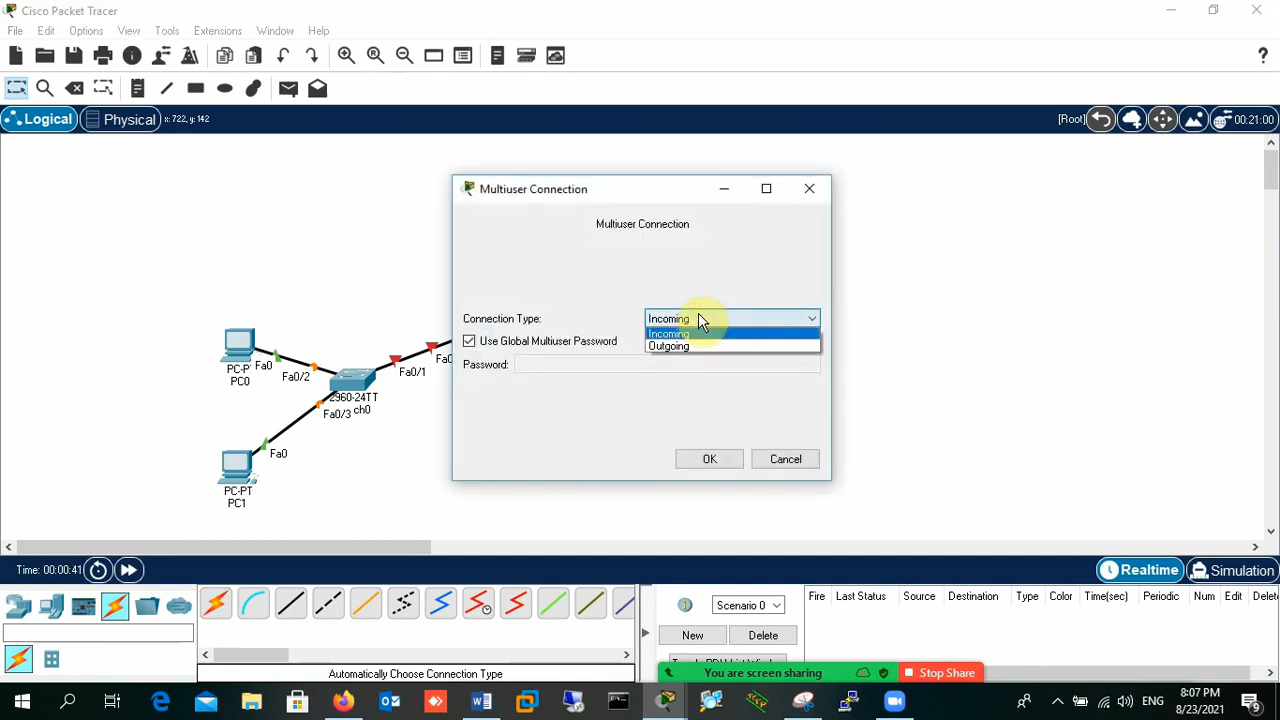 Cisco Packet Tracer
File Edit Options View Tools Extensions Window Help
Logical Physical x: 722, y: 142 [Root] 00:21:00
Multiuser Connection
Multiuser Connection
Connection Type: Incoming
Incoming
Outgoing
Use Global Multiuser Password
Password:
OK Cancel
PC-P
PC0
Fa0
Fa0/2
Fa0/1
Fa0
2960-24TT
ch0
Fa0/3
Fa0
PC-PT
PC1
Time: 00:00:41 Realtime Simulation
Scenario 0
Fire Last Status Source Destination Type Color Time(sec) Periodic Num Edit Delet
New Delete
Automatically Choose Connection Type
You are screen sharing Stop Share
ENG
8:07 PM
8/23/2021
9